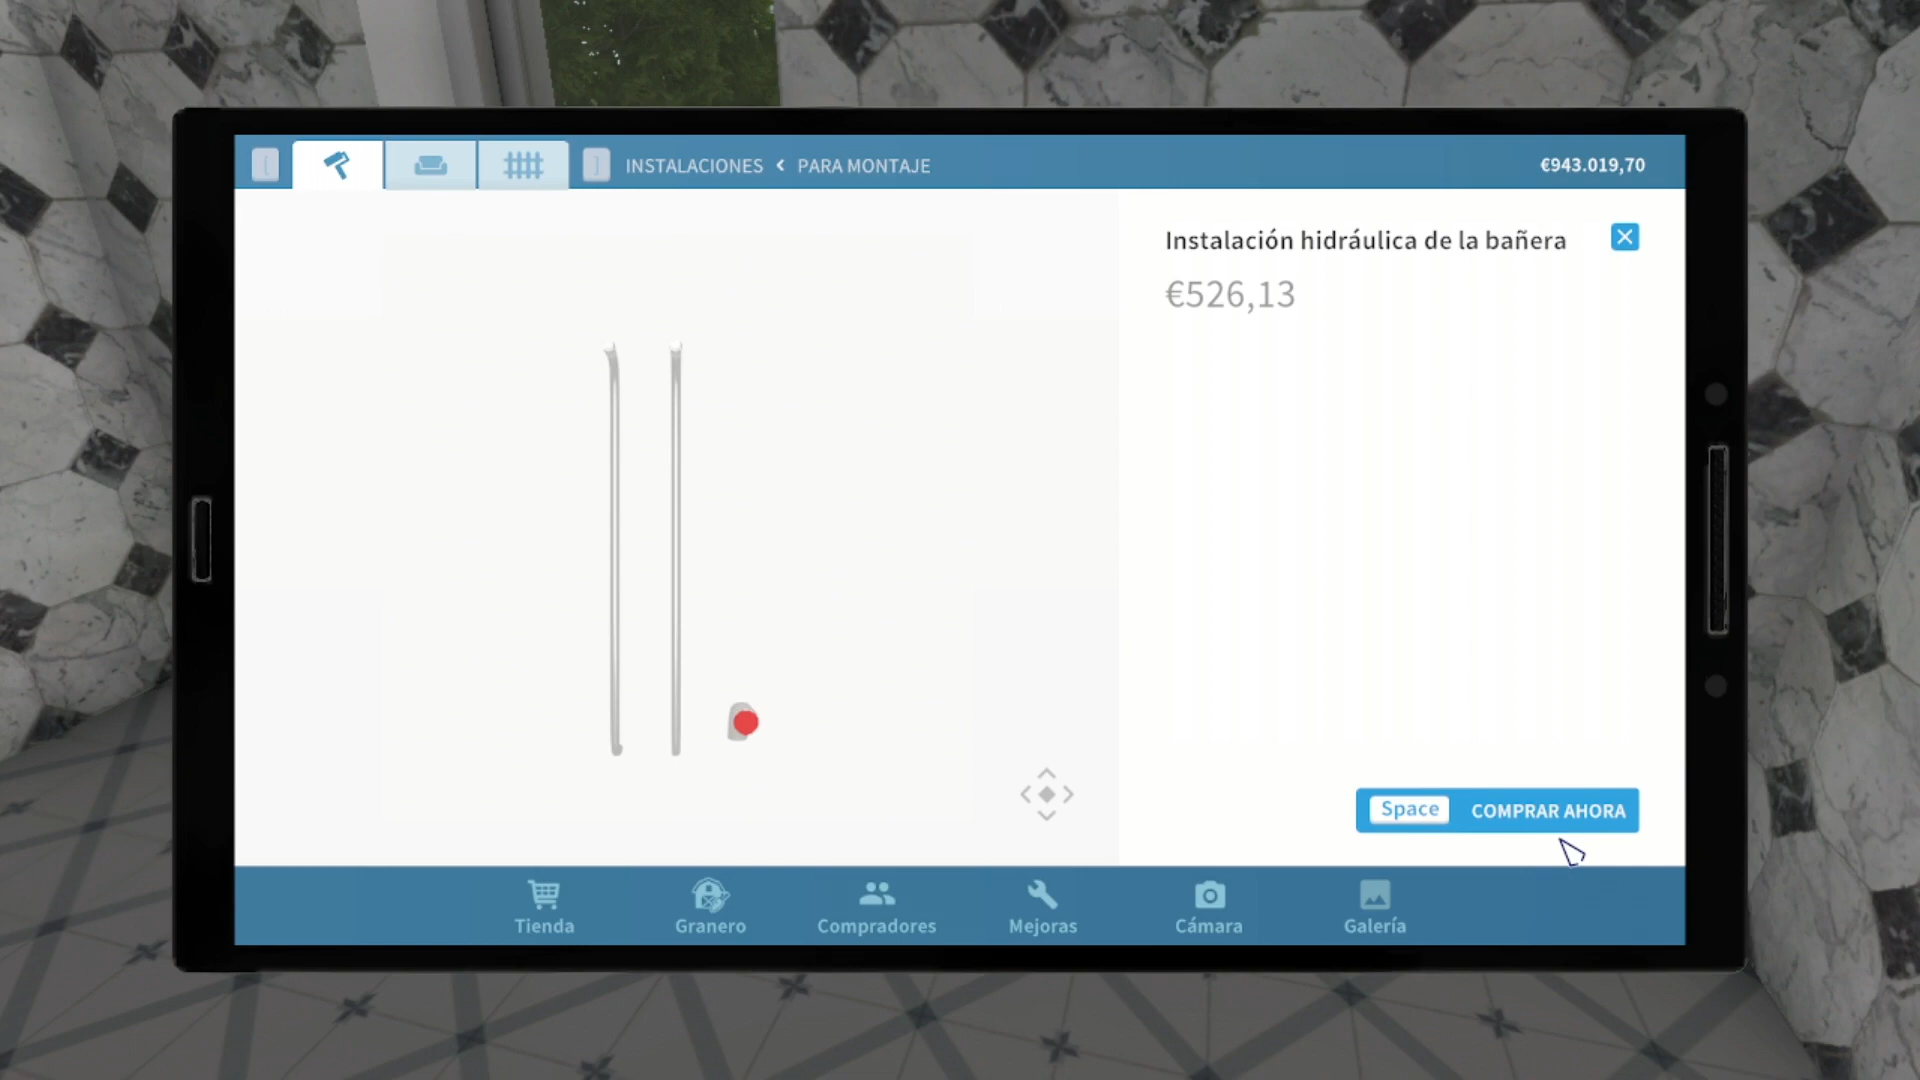 [
]
INSTALACIONES < PARA MONTAJE
€943.019,70
Instalación hidráulica de la bañera
€526,13
Space COMPRAR AHORA
Tienda
Granero
Compradores
Mejoras
Cámara
Galería